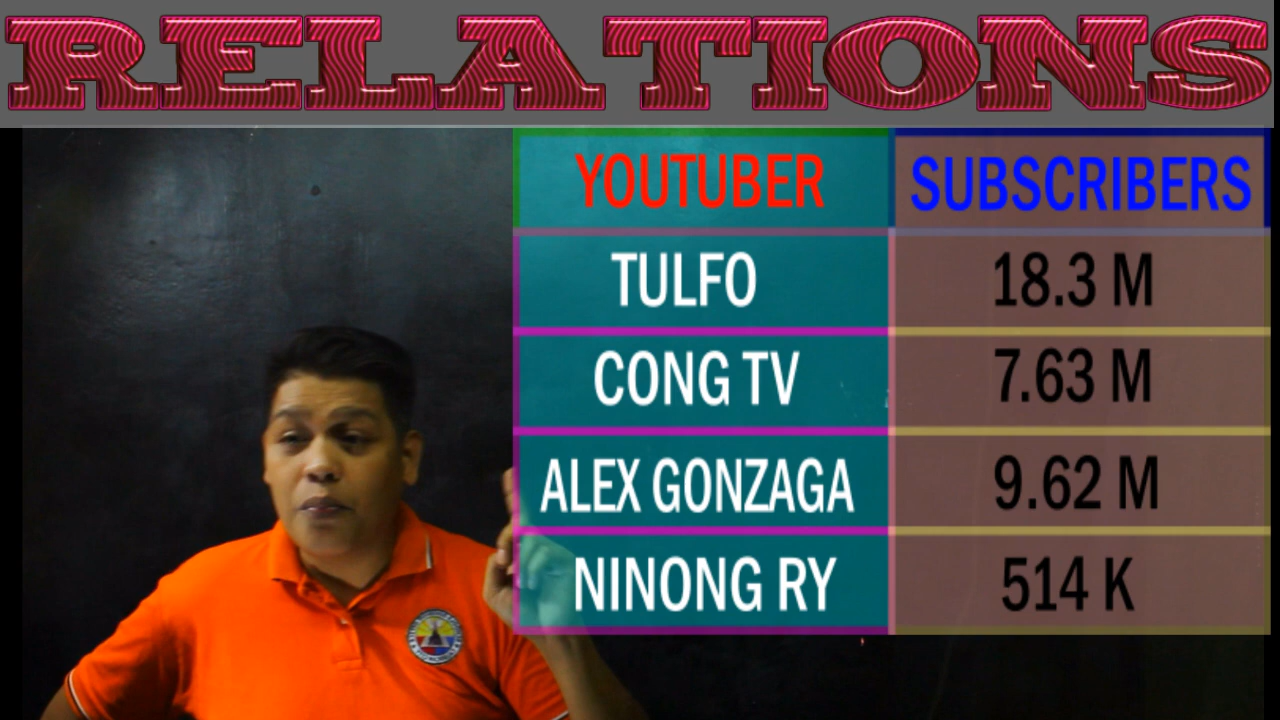 RELATIONS
YOUTUBER SUBSCRIBERS
TULFO 18.3 M
CONG TV 7.63 M
ALEX GONZAGA 9.62 M
NINONG RY 514 K